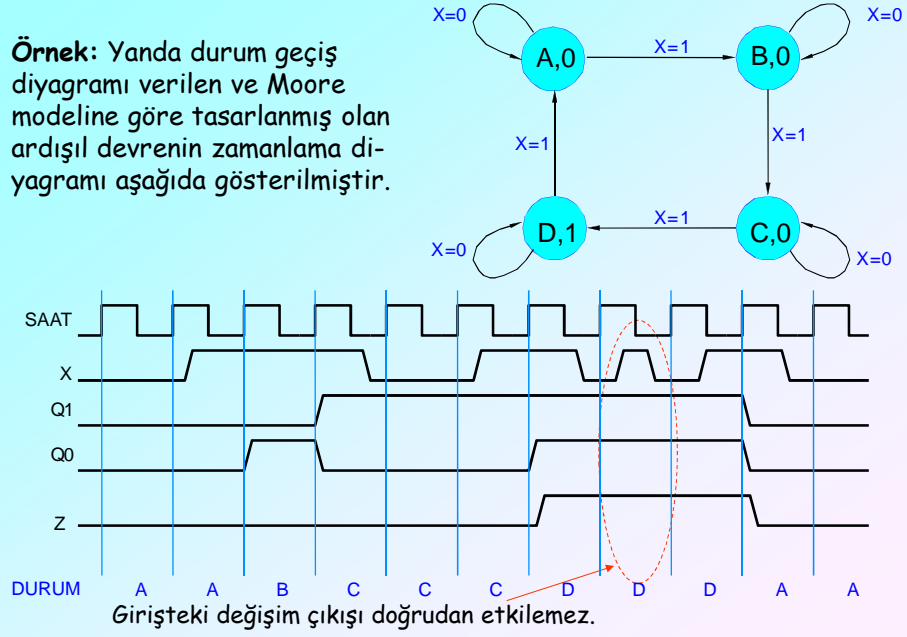 Örnek: Yanda durum geçiş
diyagramı verilen ve Moore
modeline göre tasarlanmış olan
ardışıl devrenin zamanlama di-
yagramı aşağıda gösterilmiştir.
X=0
X=0
A,0
X=1
B,0
X=1
X=1
D,1
X=1
C,0
X=0
X=0
SAAT
X
Q1
Q0
Z
DURUM A A B C C C D D D A A
Girişteki değişim çıkışı doğrudan etkilemez.